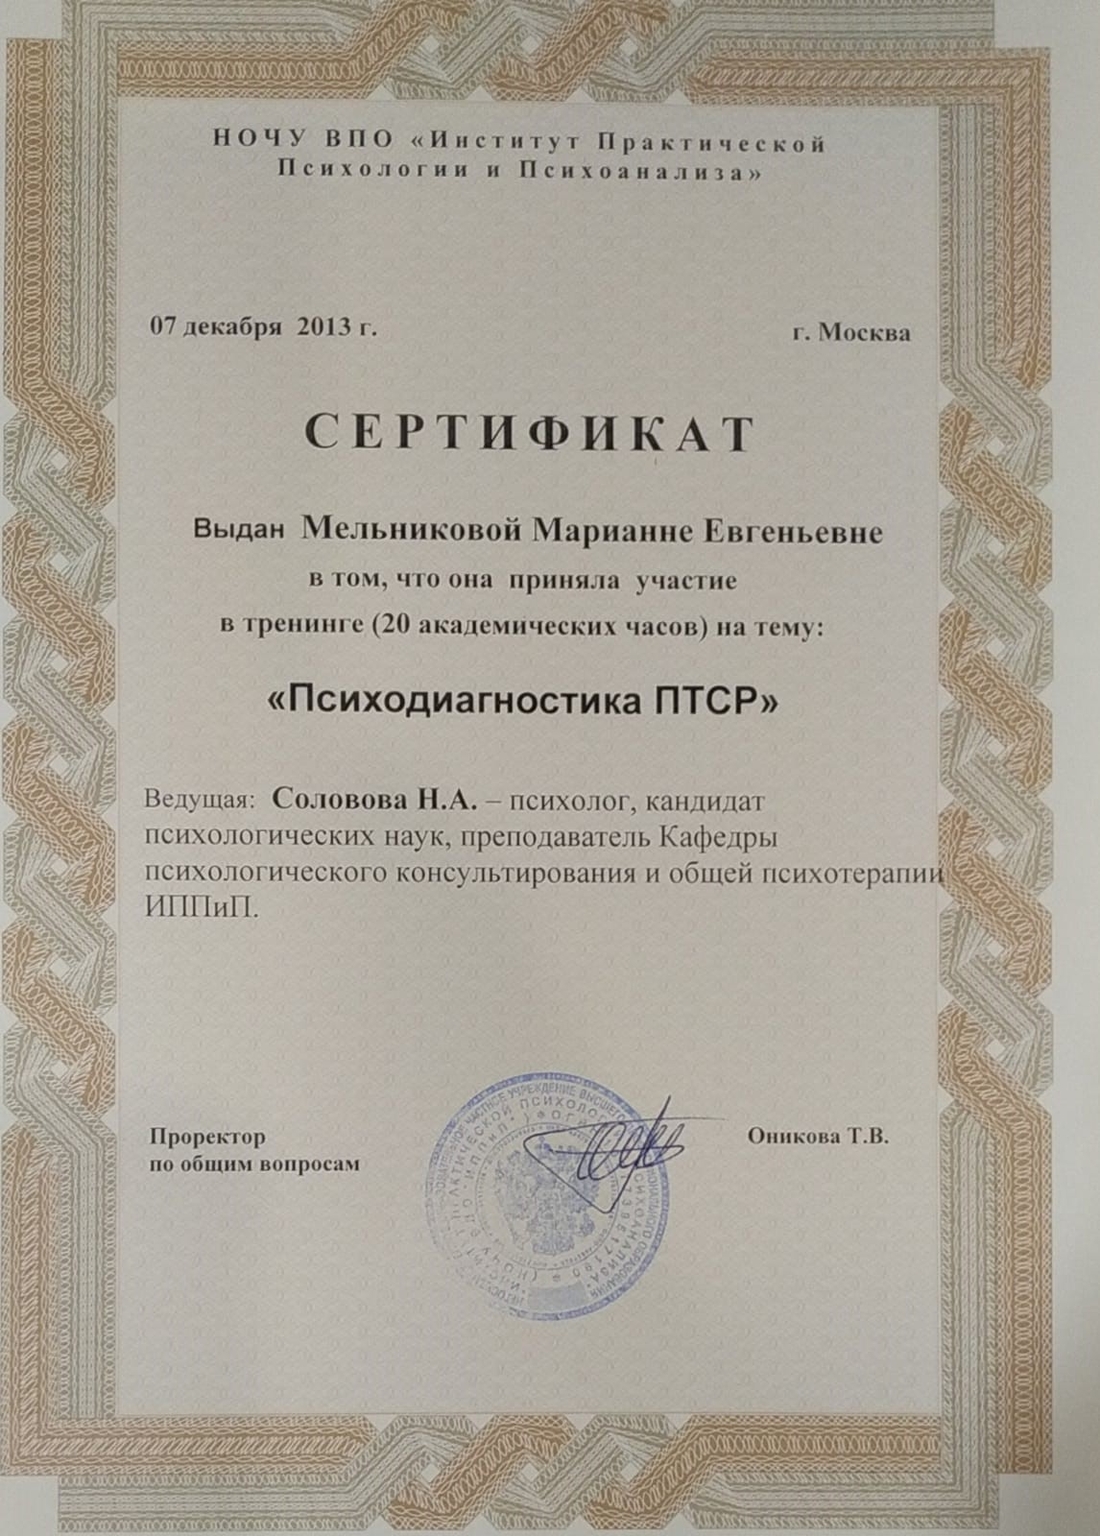 НОЧУ ВПО «Институт Практической
Психологии и Психоанализа»
07 декабря 2013 г.
г. Москва
СЕРТИФИКАТ
Выдан Мельниковой Марианне Евгеньевне
в том, что она приняла участие
в тренинге (20 академических часов) на тему:
«Психодиагностика ПТСР»
Ведущая: Соловова Н.А. – психолог, кандидат
психологических наук, преподаватель Кафедры
психологического консультирования и общей психотерапии
ИППиП.
Проректор
по общим вопросам
Оникова Т.В.